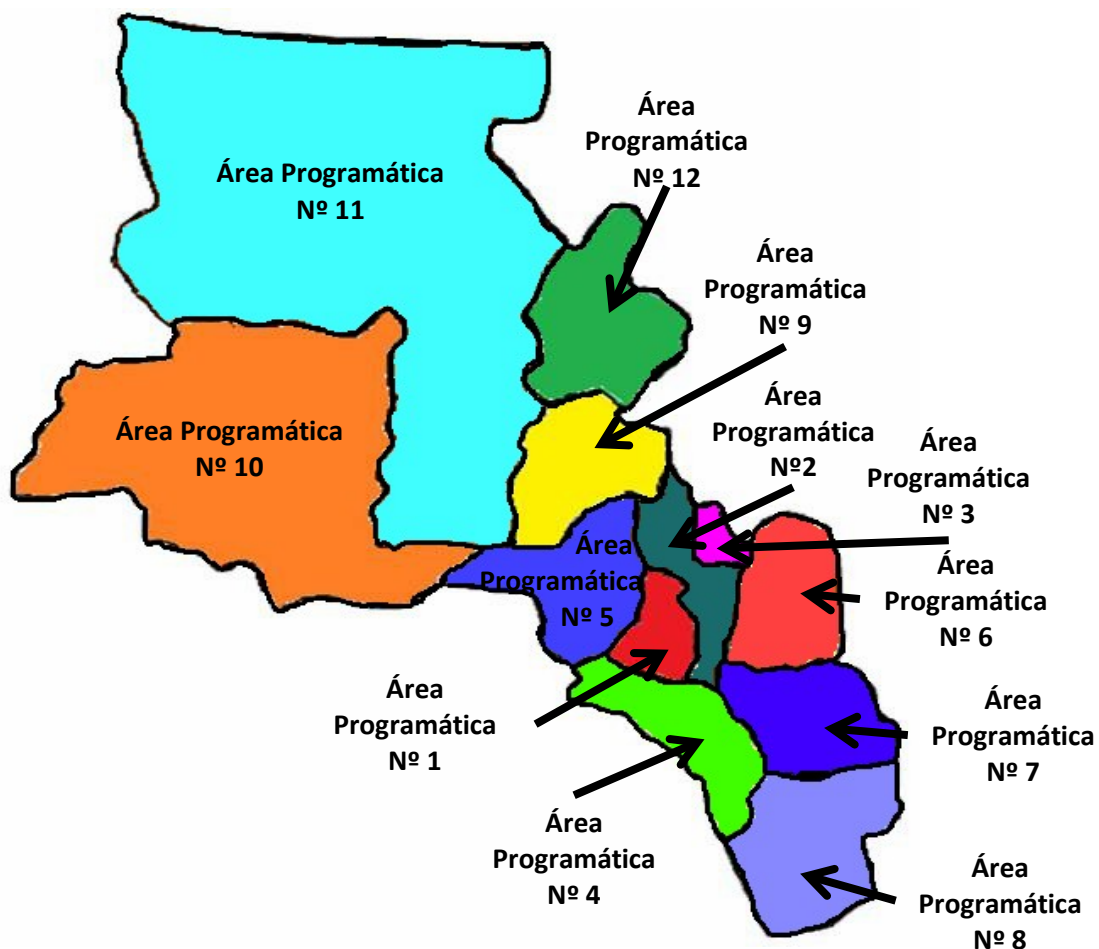 Área
Programática
Nº 12
Área Programática
Nº 11
Área
Programática
Nº 9
Área
Programática
Nº2
Área Programática
Nº 10
Área
Programática
Nº 3
Área
Programática
Nº 5
Área
Programática
Nº 6
Área
Programática
Nº 1
Área
Programática
Nº 7
Área
Programática
Nº 4
Área
Programática
Nº 8